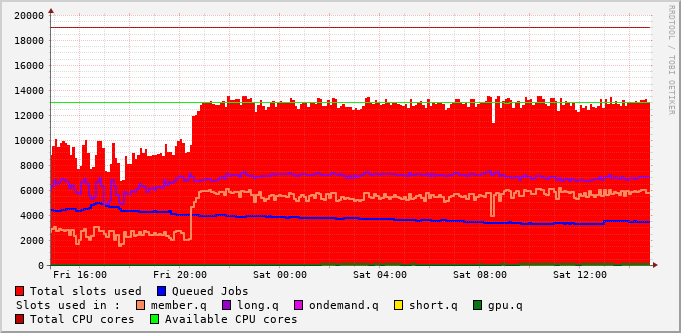 20000
18000
16000
14000
12000
10000
8000
6000
4000
2000
0
Fri 16:00 Fri 20:00 Sat 00:00 Sat 04:00 Sat 08:00 Sat 12:00
RRDTOOL / TOBI OETIKER
Total slots used Queued Jobs
Slots used in : member.q long.q ondemand.q short.q gpu.q
Total CPU cores Available CPU cores